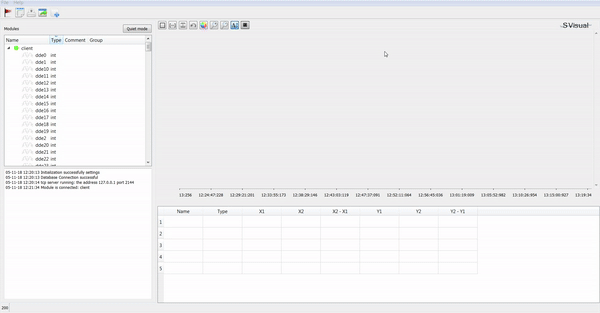 File Help
Modules
Quiet mode
Name Type Comment Group
client
dde0 int
dde1 int
dde10 int
dde11 int
dde12 int
dde13 int
dde14 int
dde15 int
dde16 int
dde17 int
dde18 int
dde19 int
dde2 int
dde20 int
dde21 int
dde22 int
05-11-18 12:20:13 Initialization successfully settings
05-11-18 12:20:13 Database Connection successful
05-11-18 12:20:14 tcp server running: the address 127.0.0.1 port 2144
05-11-18 12:21:34 Module is connected: client
SVisual
13:256 12:24:47:228 12:29:21:201 12:33:55:173 12:38:29:146 12:43:03:119 12:47:37:091 12:52:11:064 12:56:45:036 13:01:19:009 13:05:52:982 13:10:26:954 13:15:00:927 13:19:34
Name Type X1 X2 X2 - X1 Y1 Y2 Y2 - Y1
1
2
3
4
5
200